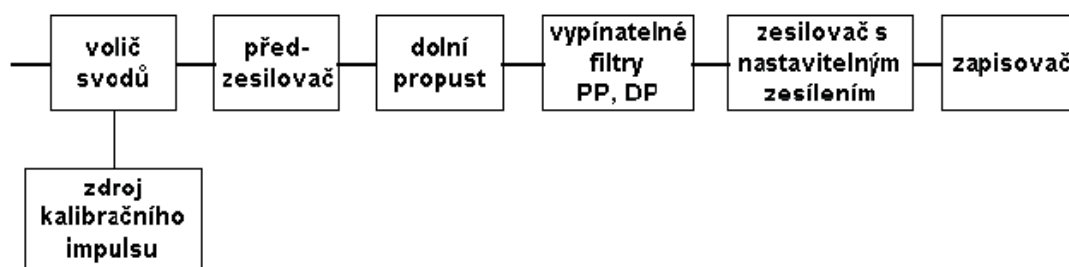 volič
svodů
před-
zesilovač
dolní
propust
vypínatelné
filtry
PP, DP
zesilovač s
nastavitelným
zesílením
zapisovač
zdroj
kalibračního
impulsu